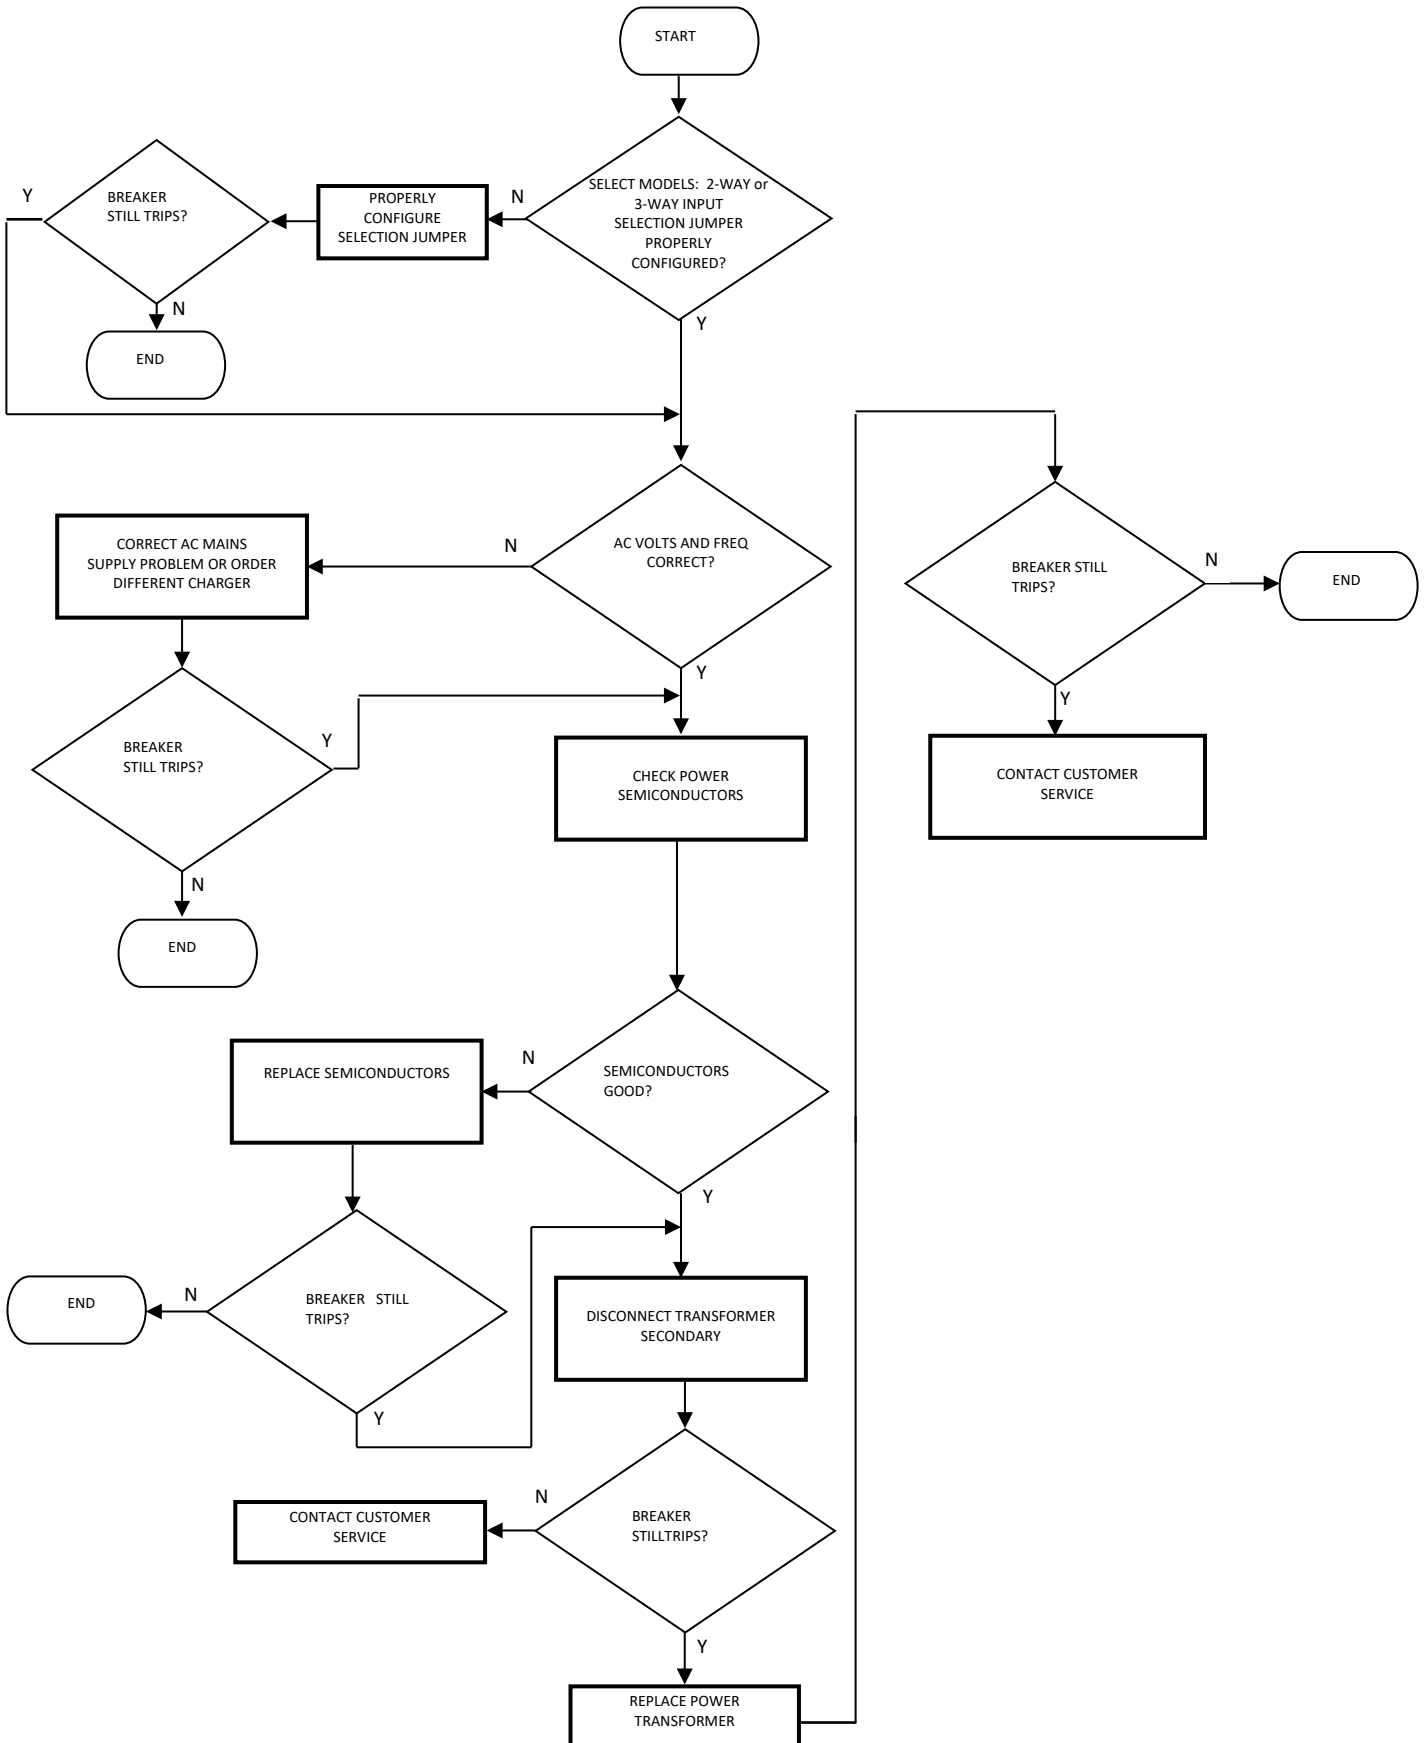 START
SELECT MODELS: 2-WAY or
3-WAY INPUT
SELECTION JUMPER
PROPERLY
CONFIGURED?
N
PROPERLY
CONFIGURE
SELECTION JUMPER
BREAKER
STILL TRIPS?
Y
N
END
Y
AC VOLTS AND FREQ
CORRECT?
N
CORRECT AC MAINS
SUPPLY PROBLEM OR ORDER
DIFFERENT CHARGER
BREAKER
STILL TRIPS?
Y
N
END
Y
CHECK POWER
SEMICONDUCTORS
SEMICONDUCTORS
GOOD?
N
REPLACE SEMICONDUCTORS
BREAKER STILL
TRIPS?
N
END
Y
Y
DISCONNECT TRANSFORMER
SECONDARY
BREAKER
STILLTRIPS?
N
CONTACT CUSTOMER
SERVICE
Y
REPLACE POWER
TRANSFORMER
BREAKER STILL
TRIPS?
N
END
Y
CONTACT CUSTOMER
SERVICE